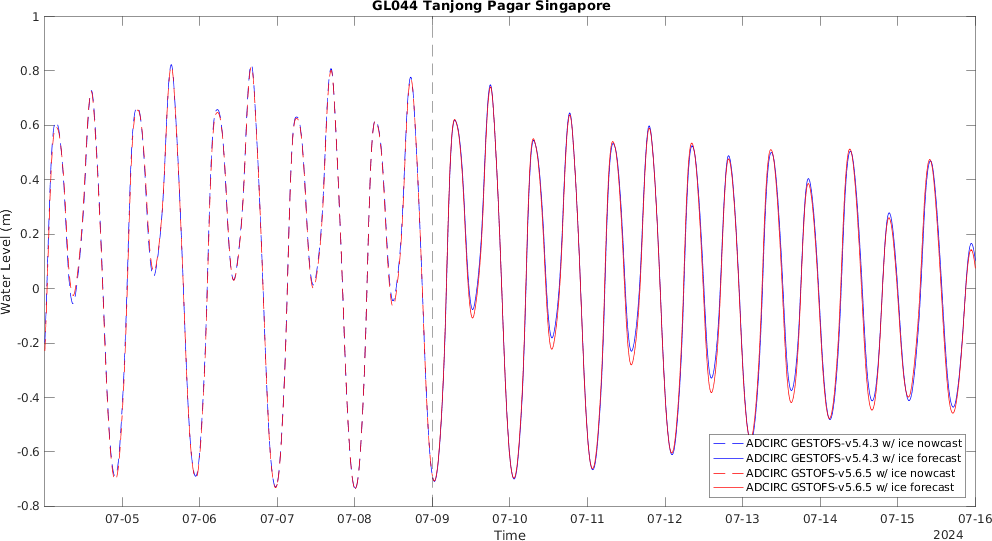 GL044 Tanjong Pagar Singapore
Water Level (m)
1
0.8
0.6
0.4
0.2
0
-0.2
-0.4
-0.6
-0.8
ADCIRC GESTOFS-v5.4.3 w/ ice nowcast
ADCIRC GESTOFS-v5.4.3 w/ ice forecast
ADCIRC GSTOFS-v5.6.5 w/ ice nowcast
ADCIRC GSTOFS-v5.6.5 w/ ice forecast
07-05 07-06 07-07 07-08 07-09 07-10 07-11 07-12 07-13 07-14 07-15 07-16
Time
2024